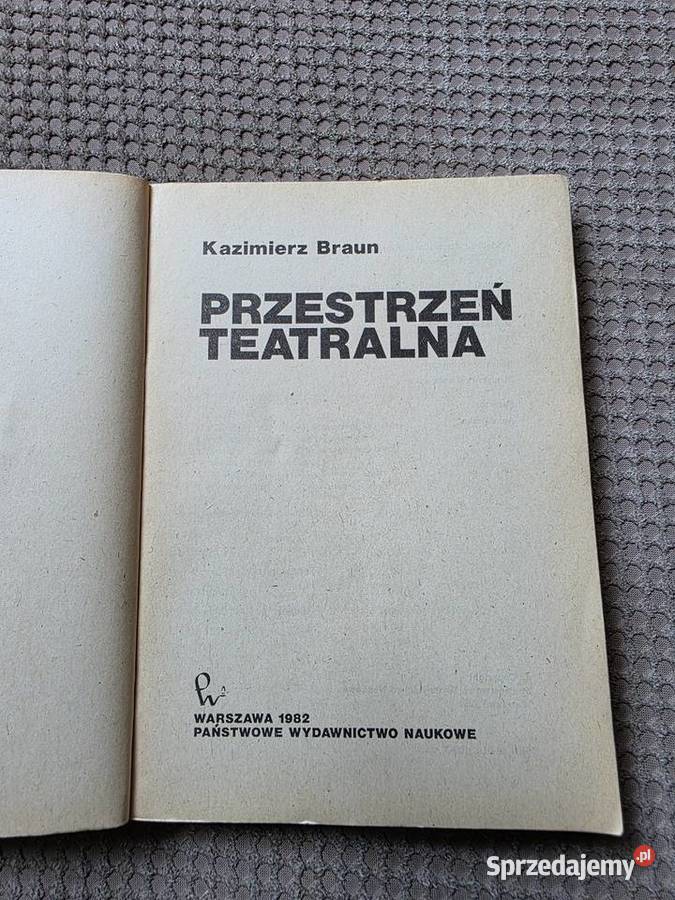 Kazimierz Braun
PRZESTRZEŃ
TEATRALNA
WARSZAWA 1982
PAŃSTWOWE WYDAWNICTWO NAUKOWE
Sprzedajemy.pl